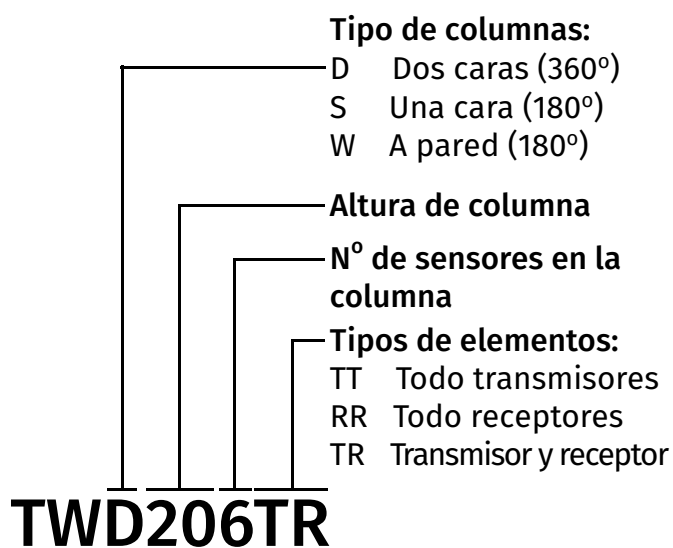 Tipo de columnas:
D Dos caras (360º)
S Una cara (180º)
W A pared (180º)
Altura de columna
Nº de sensores en la
columna
Tipos de elementos:
TT Todo transmisores
RR Todo receptores
TR Transmisor y receptor
TWD206TR